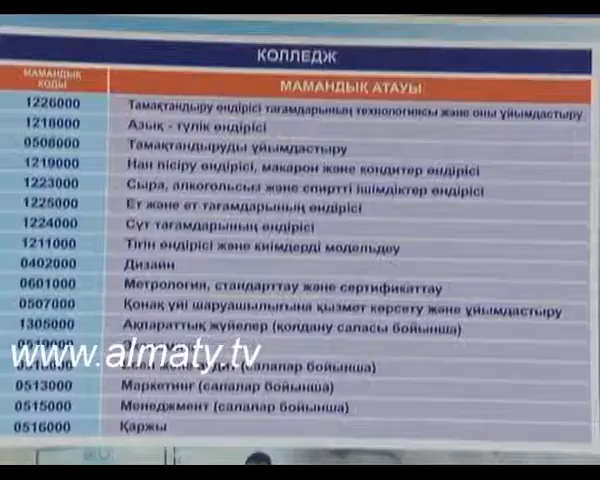 КОЛЛЕДЖ
МАМАНДЫҚ КОДЫ МАМАНДЫҚ АТАУЫ
1226000 Тамақтандыру өндірісі тағамдарының технологиясы және оны ұйымдастыру
1218000 Азық - түлік өндірісі
0508000 Тамақтандыруды ұйымдастыру
1219000 Нан пісіру өндірісі, макарон және кондитер өндірісі
1223000 Сыра, алкогольсыз және спиртті ішімдіктер өндірісі
1225000 Ет және ет тағамдарының өндірісі
1224000 Сүт тағамдарының өндірісі
1211000 Тігін өндірісі және киімдерді модельдеу
0402000 Дизайн
0601000 Метрология, стандарттау және сертификаттау
0507000 Қонақ үйі шаруашылығына қызмет көрсету және ұйымдастыру
1305000 Ақпараттық жүйелер (қолдану саласы бойынша)
www.almaty.tv
(салалар бойынша)
0513000 Маркетинг (салалар бойынша)
0515000 Менеджмент (салалар бойынша)
0516000 Қаржы